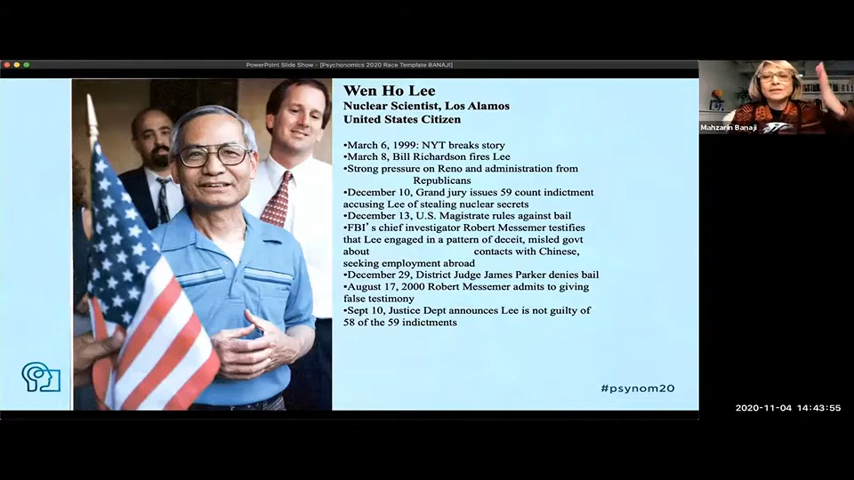 PowerPoint Slide Show - [Psychonomics 2020 Race Template BANAJI]
Wen Ho Lee
Nuclear Scientist, Los Alamos
United States Citizen
•March 6, 1999: NYT breaks story
•March 8, Bill Richardson fires Lee
•Strong pressure on Reno and administration from
Republicans
•December 10, Grand jury issues 59 count indictment
accusing Lee of stealing nuclear secrets
•December 13, U.S. Magistrate rules against bail
•FBI's chief investigator Robert Messemer testifies
that Lee engaged in a pattern of deceit, misled govt
about contacts with Chinese,
seeking employment abroad
•December 29, District Judge James Parker denies bail
•August 17, 2000 Robert Messemer admits to giving
false testimony
•Sept 10, Justice Dept announces Lee is not guilty of
58 of the 59 indictments
#psynom20
Mahzarin Banaji
2020-11-04 14:43:55